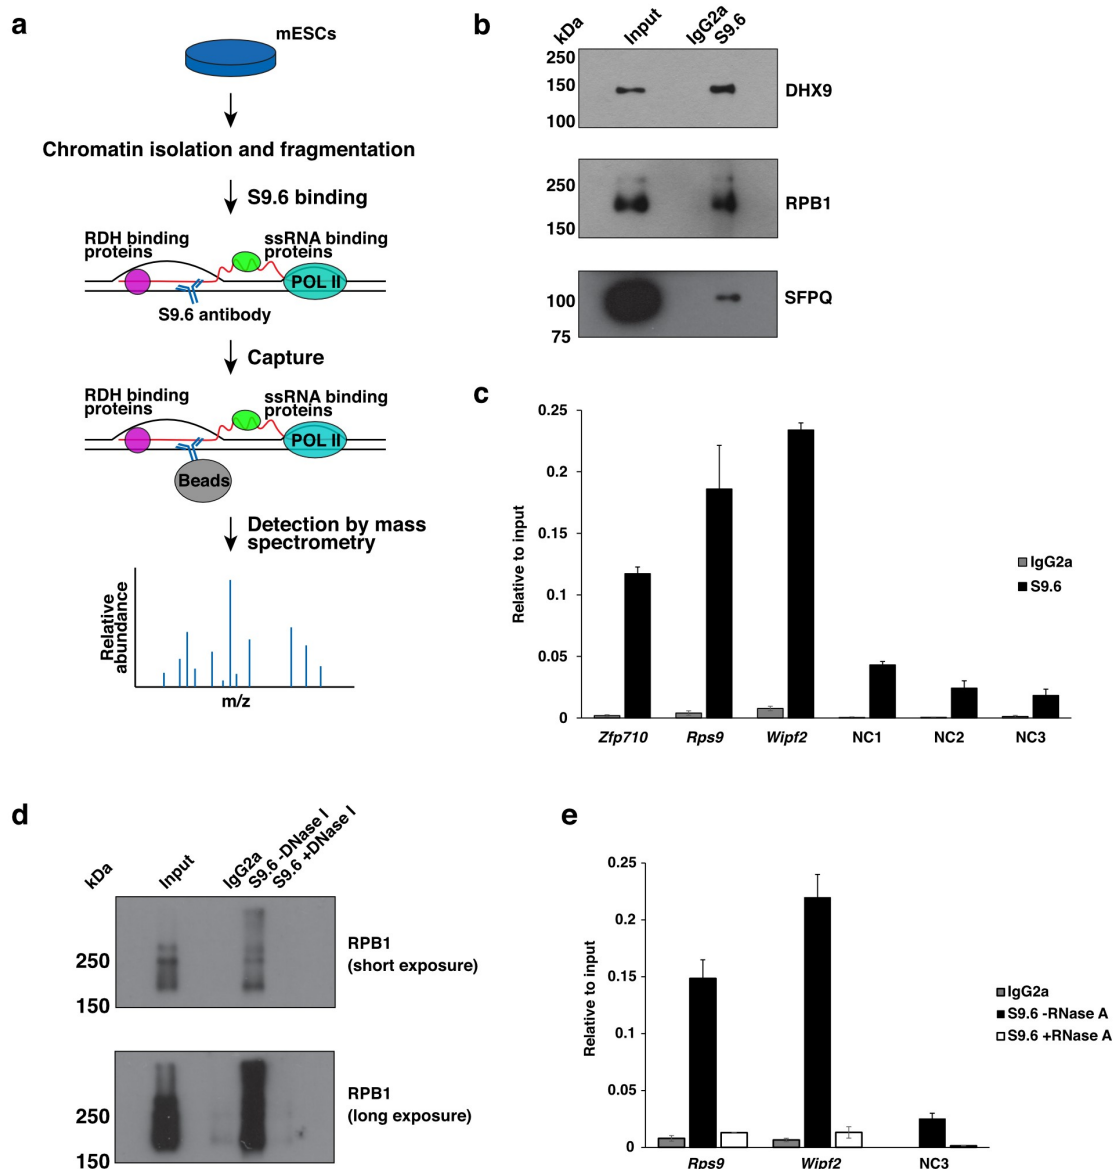 a
mESCs
Chromatin isolation and fragmentation
S9.6 binding
RDH binding
proteins
ssRNA binding
proteins
POL II
S9.6 antibody
Capture
RDH binding
proteins
ssRNA binding
proteins
POL II
Beads
Detection by mass
spectrometry
Relative
abundance
m/z
b
kDa
Input
IgG2a
S9.6
250
150
100
DHX9
250
150
RPB1
100
75
SFPQ
c
Relative to input
0.25
0.2
0.15
0.1
0.05
0
IgG2a
S9.6
Zfp710 Rps9 Wipf2 NC1 NC2 NC3
d
kDa
Input
IgG2a
S9.6 -DNase I
S9.6 +DNase I
250
150
RPB1
(short exposure)
250
150
RPB1
(long exposure)
e
Relative to input
0.25
0.2
0.15
0.1
0.05
0
IgG2a
S9.6 -RNase A
S9.6 +RNase A
Rps9 Wipf2 NC3